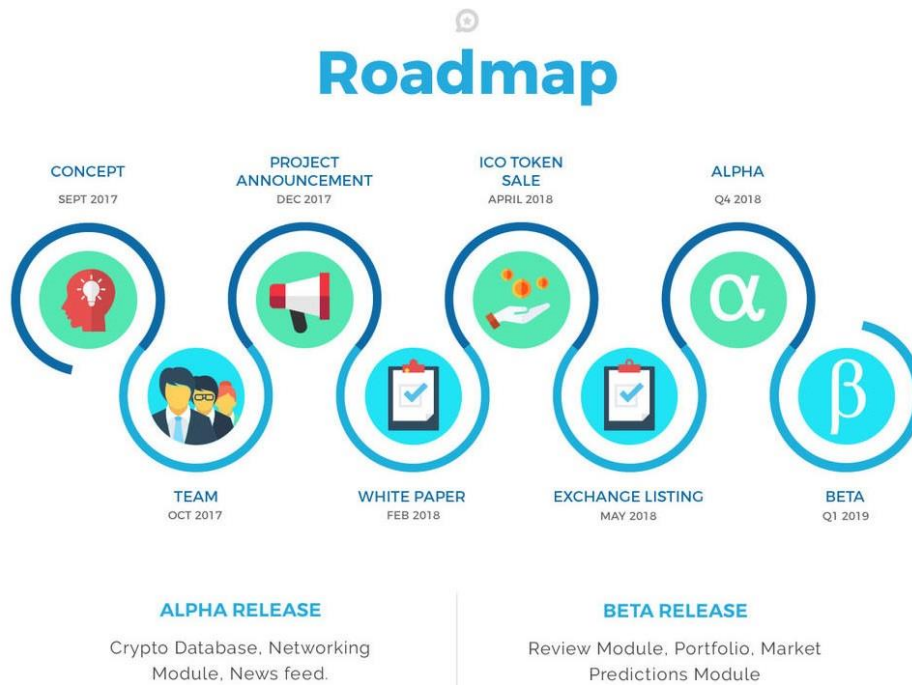 Roadmap
CONCEPT
SEPT 2017
PROJECT
ANNOUNCEMENT
DEC 2017
ICO TOKEN
SALE
APRIL 2018
ALPHA
Q4 2018
α
β
TEAM
OCT 2017
WHITE PAPER
FEB 2018
EXCHANGE LISTING
MAY 2018
BETA
Q1 2019
ALPHA RELEASE
Crypto Database, Networking
Module, News feed.
BETA RELEASE
Review Module, Portfolio, Market
Predictions Module